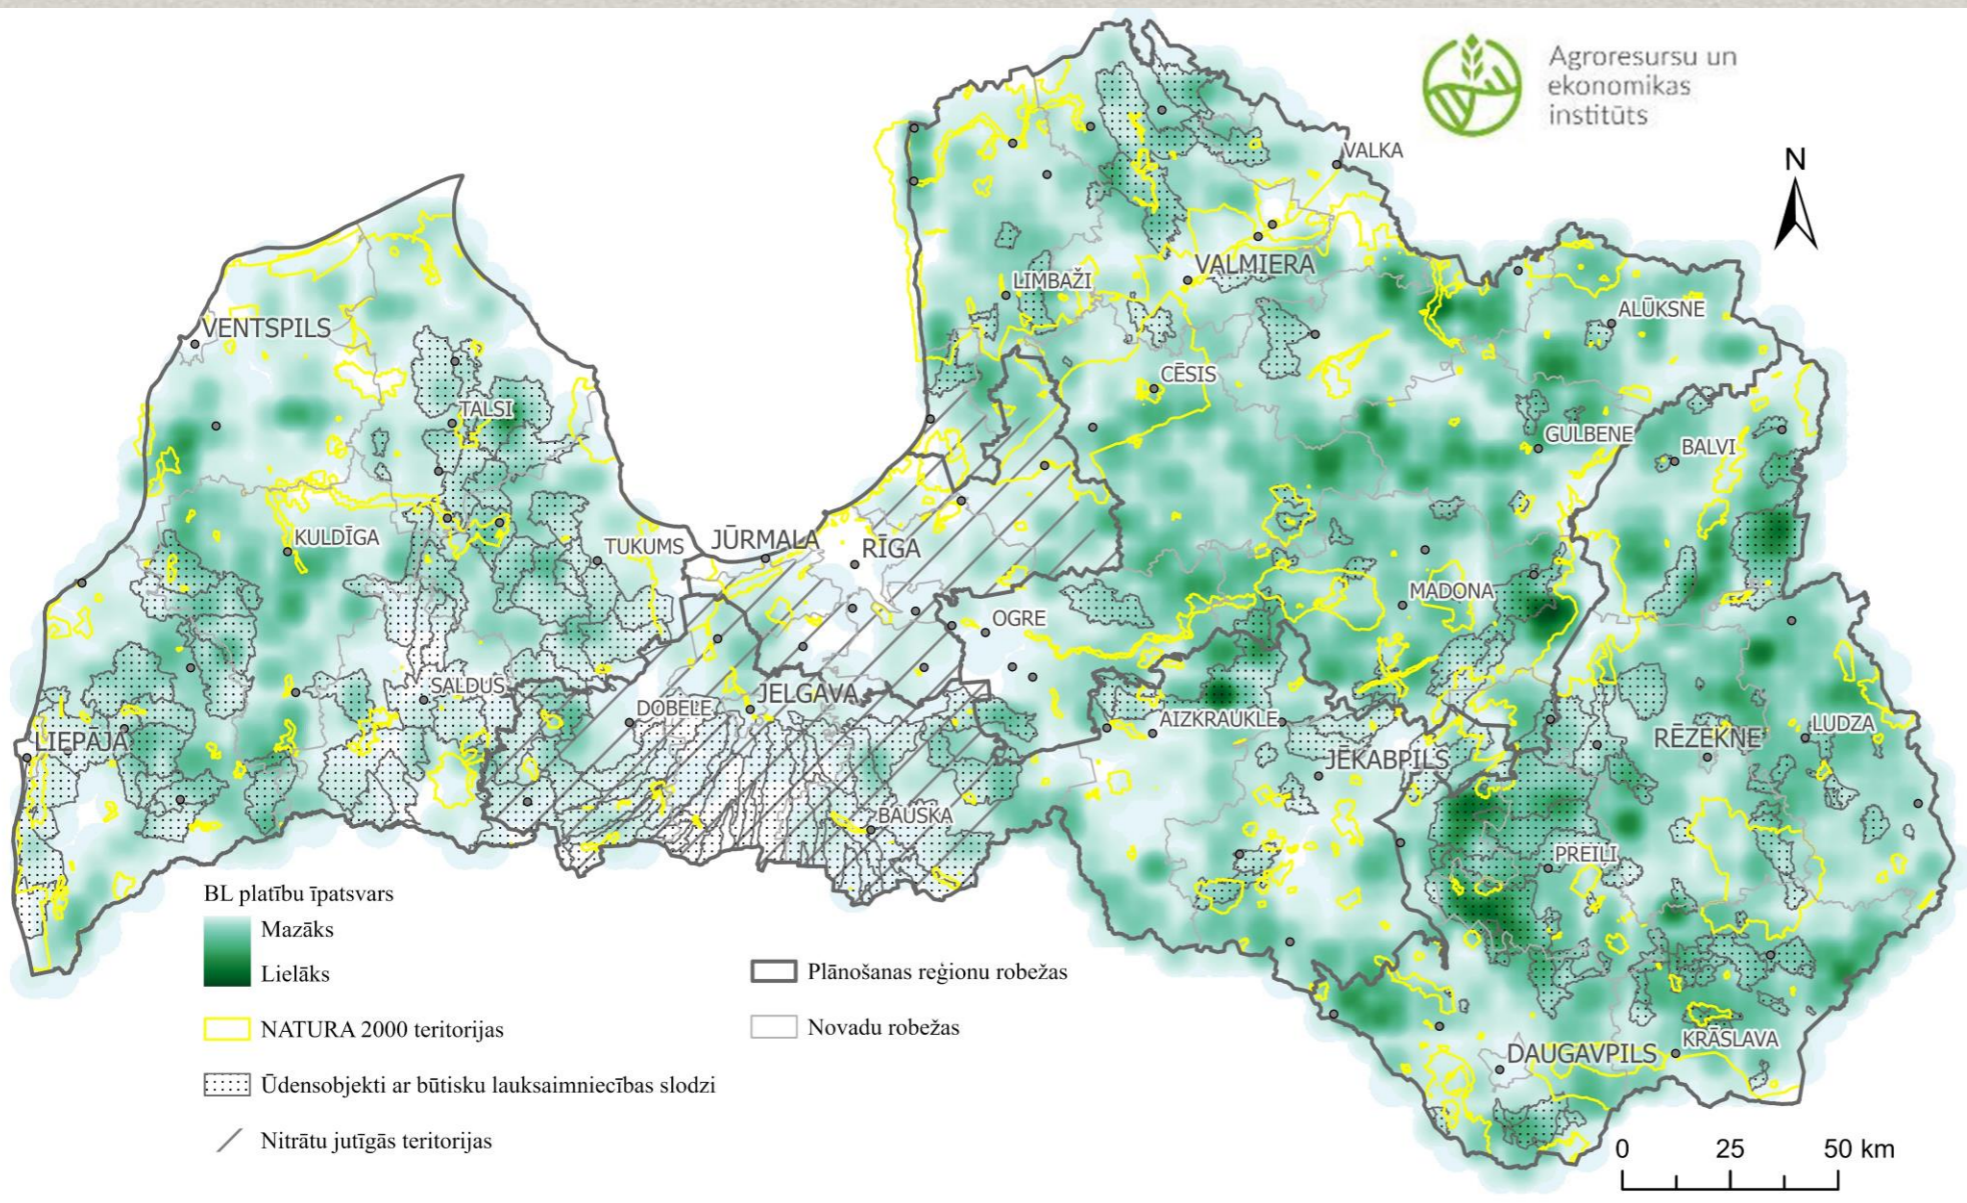 Agroresursu un
ekonomikas
institūts
N
VALKA
VALMIERA
LIMBAŽI
ALŪKSNE
VENTSPILS
CĒSIS
TALSI
GULBENE
BALVI
KULDĪGA
TUKUMS
JŪRMALA
RĪGA
MADONA
OGRE
SALDUS
JELGAVA
DOBELE
AIZKRAUKLE
LUDZA
RĒZEKNE
LIEPĀJA
JĒKABPILS
BAUSKA
PREIĻI
KRĀSLAVA
DAUGAVPILS
BL platību īpatsvars
Mazāks
Lielāks
NATURA 2000 teritorijas
Ūdensobjekti ar būtisku lauksaimniecības slodzi
Nitrātu jutīgās teritorijas
Plānošanas reģionu robežas
Novadu robežas
0 25 50 km